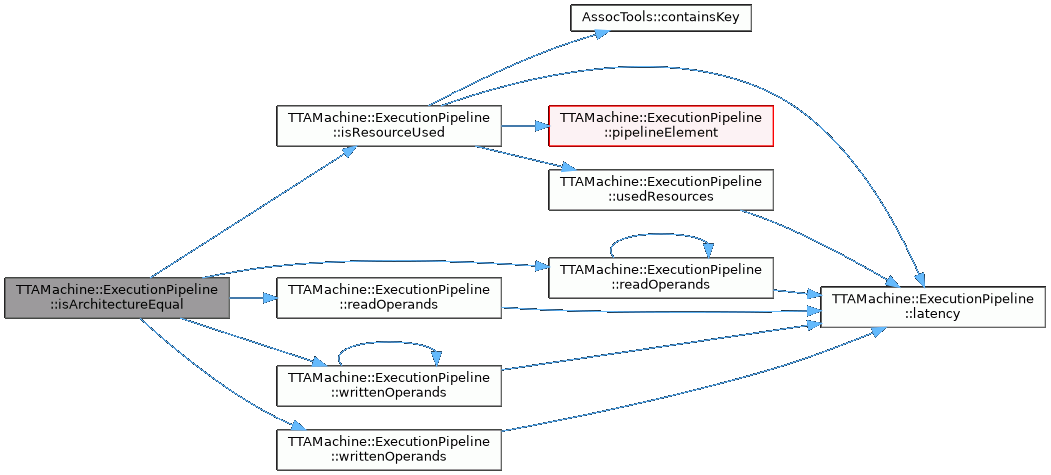 AssocTools::containsKey
TTAMachine::ExecutionPipeline
::isResourceUsed
TTAMachine::ExecutionPipeline
::pipelineElement
TTAMachine::ExecutionPipeline
::usedResources
TTAMachine::ExecutionPipeline
::isArchitectureEqual
TTAMachine::ExecutionPipeline
::readOperands
TTAMachine::ExecutionPipeline
::readOperands
TTAMachine::ExecutionPipeline
::latency
TTAMachine::ExecutionPipeline
::writtenOperands
TTAMachine::ExecutionPipeline
::writtenOperands